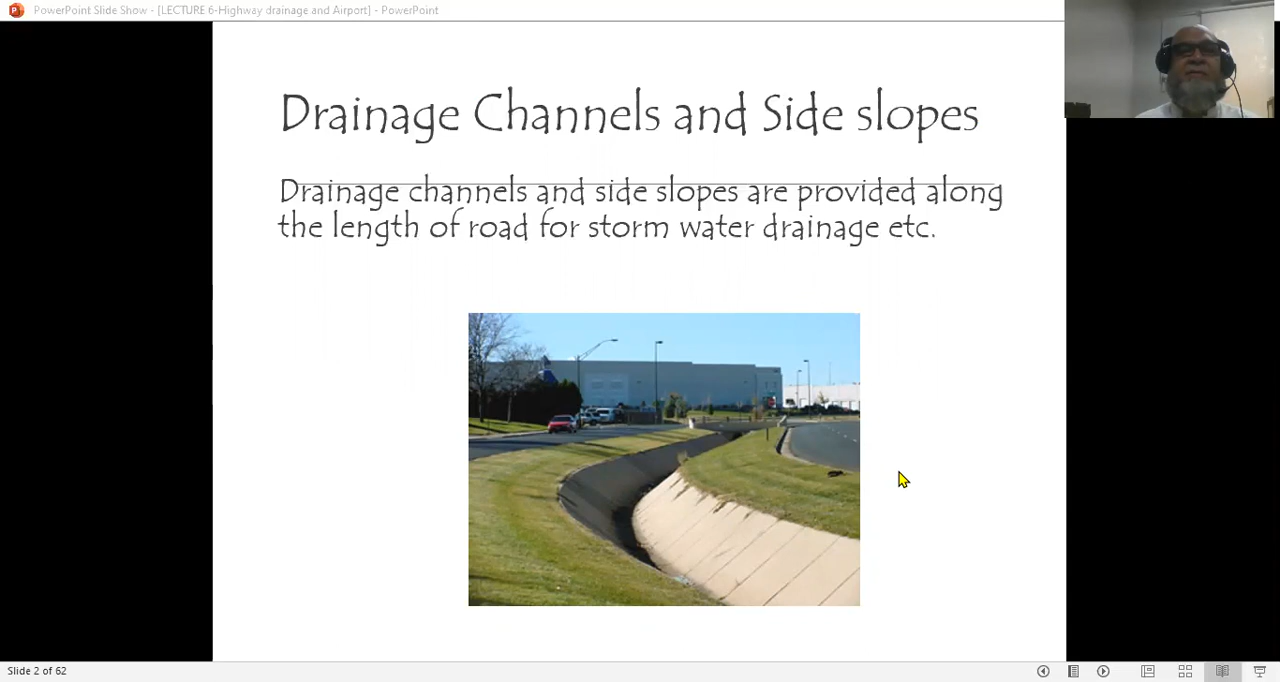 PowerPoint Slide Show - [LECTURE 6-Highway drainage and Airport] - PowerPoint
Drainage Channels and Side slopes
Drainage channels and side slopes are provided along
the length of road for storm water drainage etc.
Slide 2 of 62